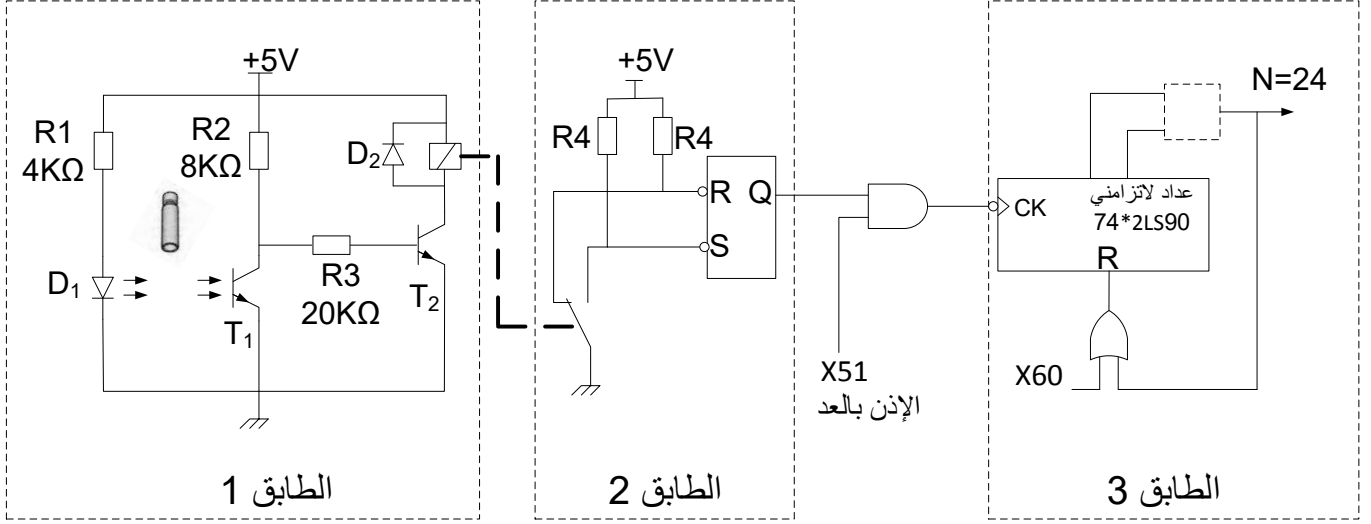 +5V
R1
4KΩ
R2
8KΩ
D2
D1
T1
R3
20KΩ
T2
الطابق 1
+5V
R4
R4
R
Q
S
الطابق 2
X51
الإذن بالعد
N=24
CK
عداد لاتزامني
74*2LS90
R
X60
الطابق 3